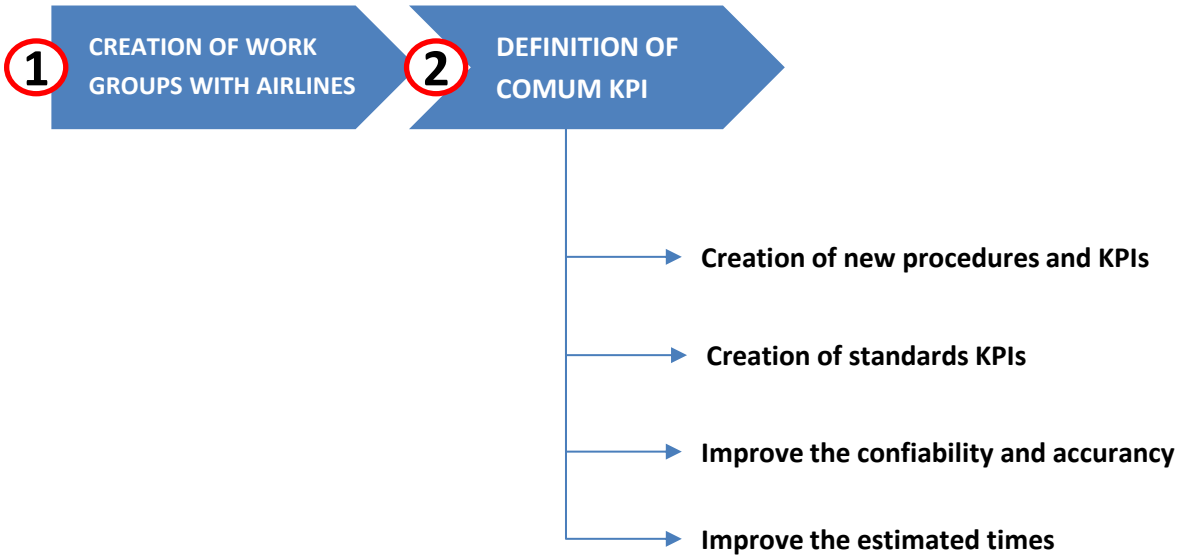 1
CREATION OF WORK
GROUPS WITH AIRLINES
2
DEFINITION OF
COMUM KPI
Creation of new procedures and KPIs
Creation of standards KPIs
Improve the confiability and accurancy
Improve the estimated times